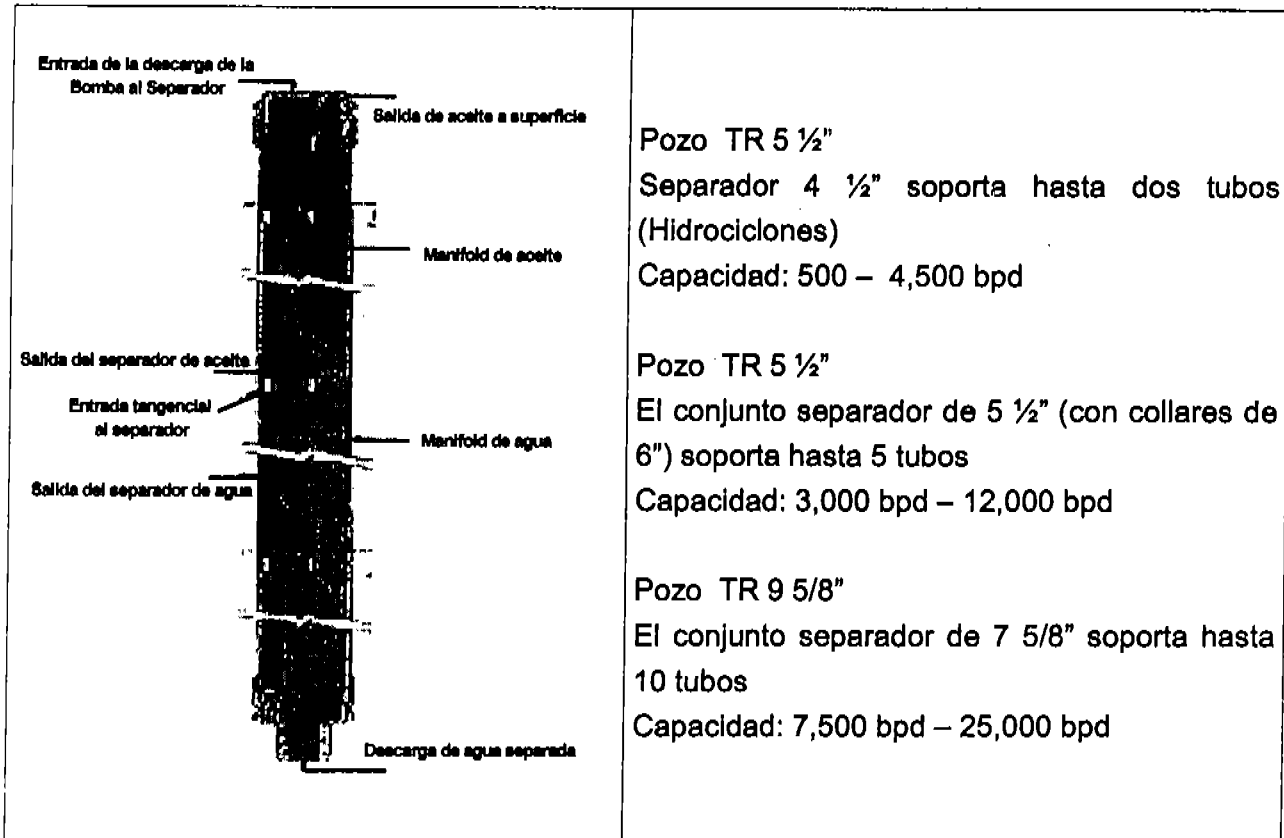 Entrada de la descarga de la
Bomba al Separador
Salida de aceite a superficie
Manifold de aceite
Salida del separador de aceite
Entrada tangencial
al separador
Manifold de agua
Salida del separador de agua
Descarga de agua separada
Pozo TR 5 ½”
Separador 4 ½” soporta hasta dos tubos
(Hidrociclones)
Capacidad: 500 – 4,500 bpd
Pozo TR 5 ½”
El conjunto separador de 5 ½” (con collares de
6”) soporta hasta 5 tubos
Capacidad: 3,000 bpd – 12,000 bpd
Pozo TR 9 5/8”
El conjunto separador de 7 5/8” soporta hasta
10 tubos
Capacidad: 7,500 bpd – 25,000 bpd